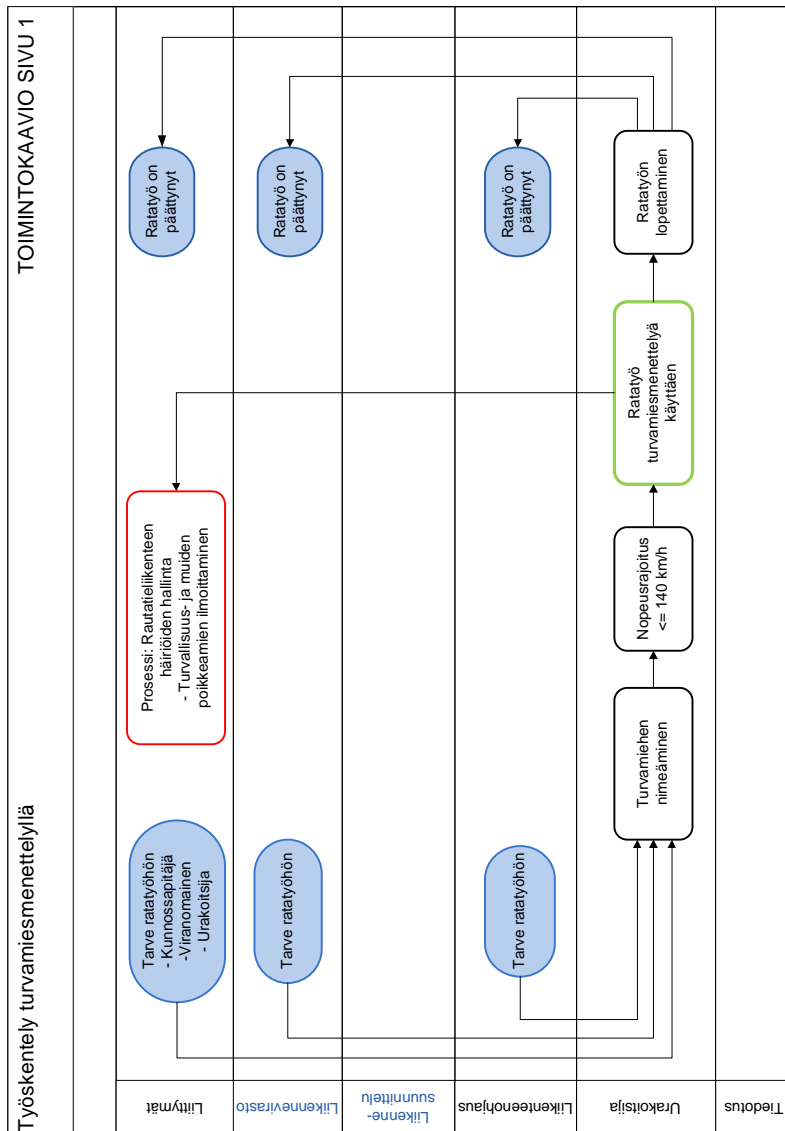 Työskentely turvamiesmenettelyllä
TOIMINTOKAAVIO SIVU 1
Liittymät
Tarve ratatyöhön
- Kunnossapitäjä
-Viranomainen
- Urakoitsija
Prosessi: Rautatieliikenteen
häiriöiden hallinta
- Turvallisuus- ja muiden
poikkeamien ilmoittaminen
Ratatyö on
päättynyt
Liikennevirasto
Tarve ratatyöhön
Ratatyö on
päättynyt
Liikenne-
suunnittelu
Liikenteenohjaus
Tarve ratatyöhön
Ratatyö on
päättynyt
Urakoitsija
Turvamiehen
nimeäminen
Nopeusrajoitus
<= 140 km/h
Ratatyö
turvamiesmenettelyä
käyttäen
Ratatyön
lopettaminen
Tiedotus